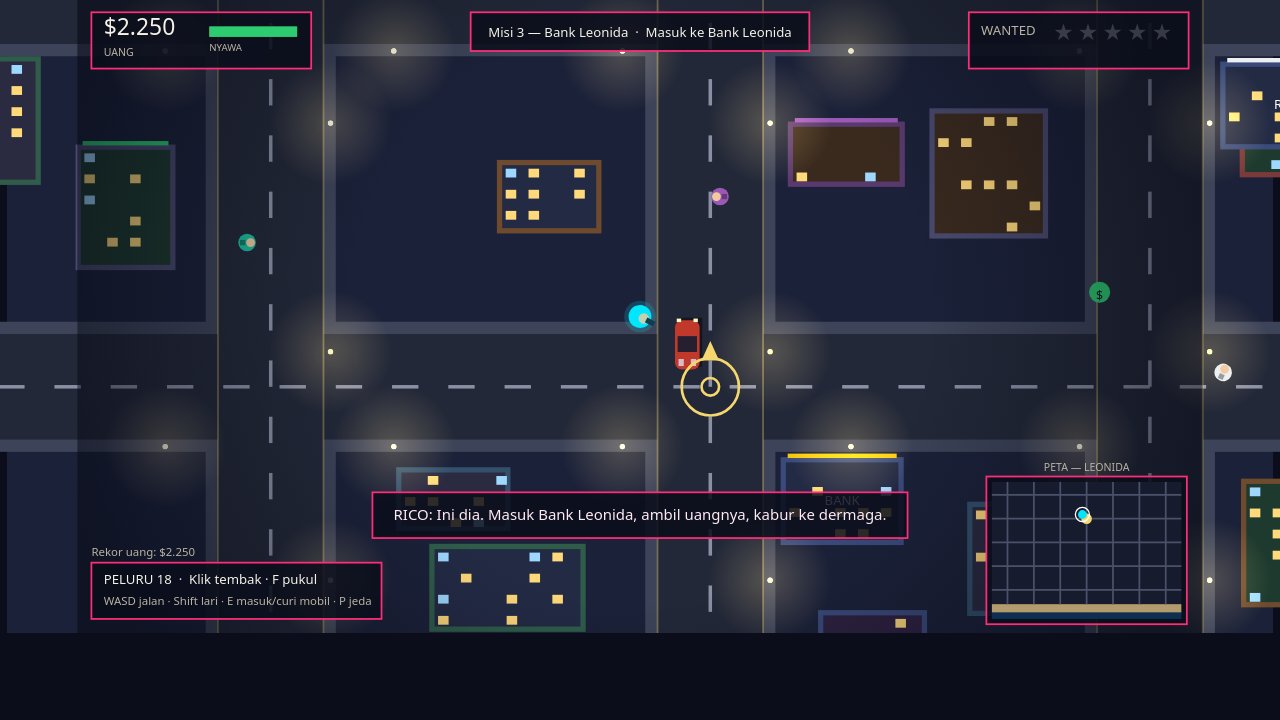 $2.250
UANG
NYAWA
Misi 3 — Bank Leonida · Masuk ke Bank Leonida
WANTED
$
PETA — LEONIDA
BANK
RICO: Ini dia. Masuk Bank Leonida, ambil uangnya, kabur ke dermaga.
Rekor uang: $2.250
PELURU 18 · Klik tembak · F pukul
WASD jalan · Shift lari · E masuk/curi mobil · P jeda